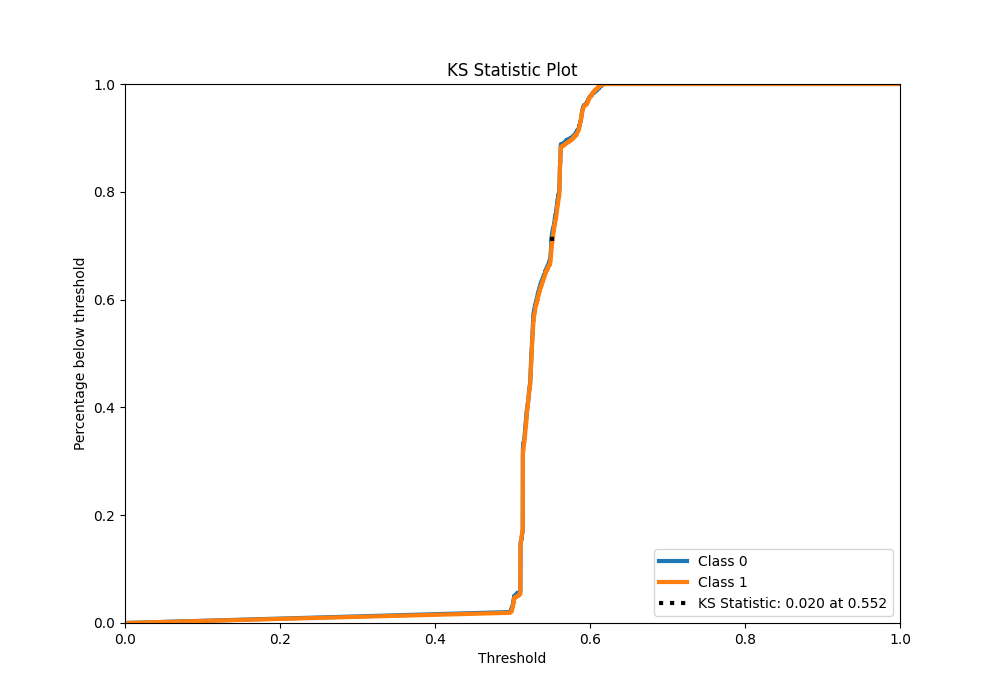 KS Statistic Plot
1.0
0.8
0.6
0.4
0.2
0.0
Percentage below threshold
0.0 0.2 0.4 0.6 0.8 1.0
Threshold
Class 0
Class 1
KS Statistic: 0.020 at 0.552